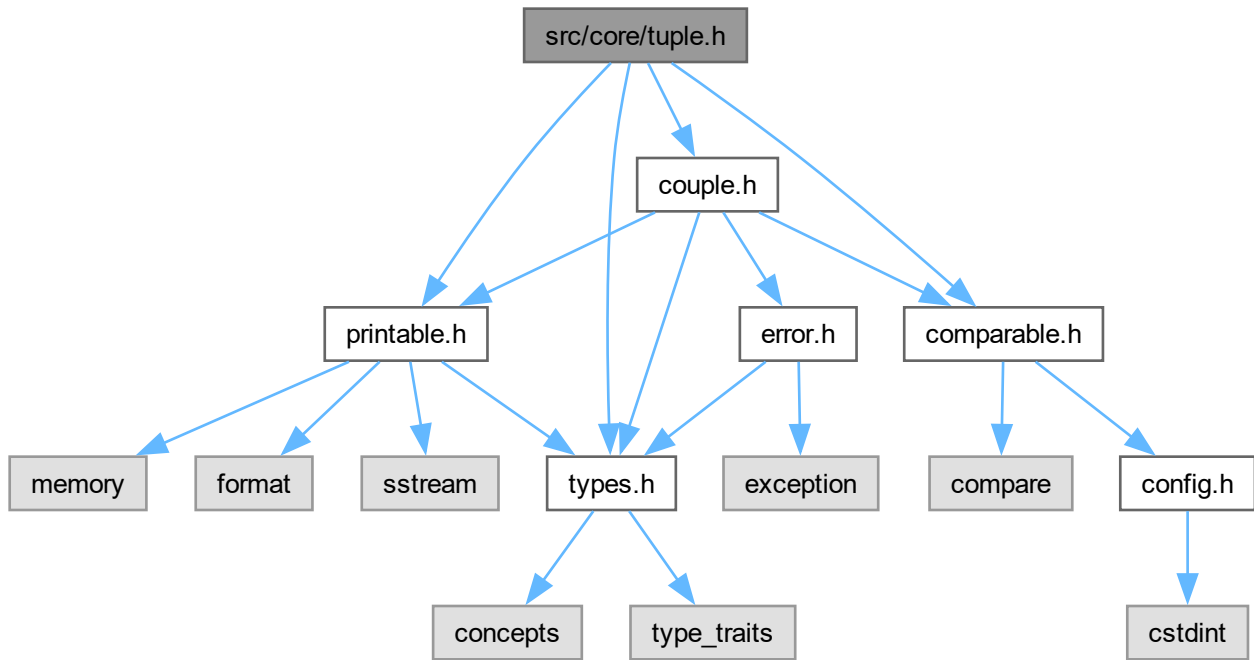 src/core/tuple.h
couple.h
printable.h
error.h
comparable.h
memory
format
sstream
types.h
exception
compare
config.h
concepts
type_traits
cstdint